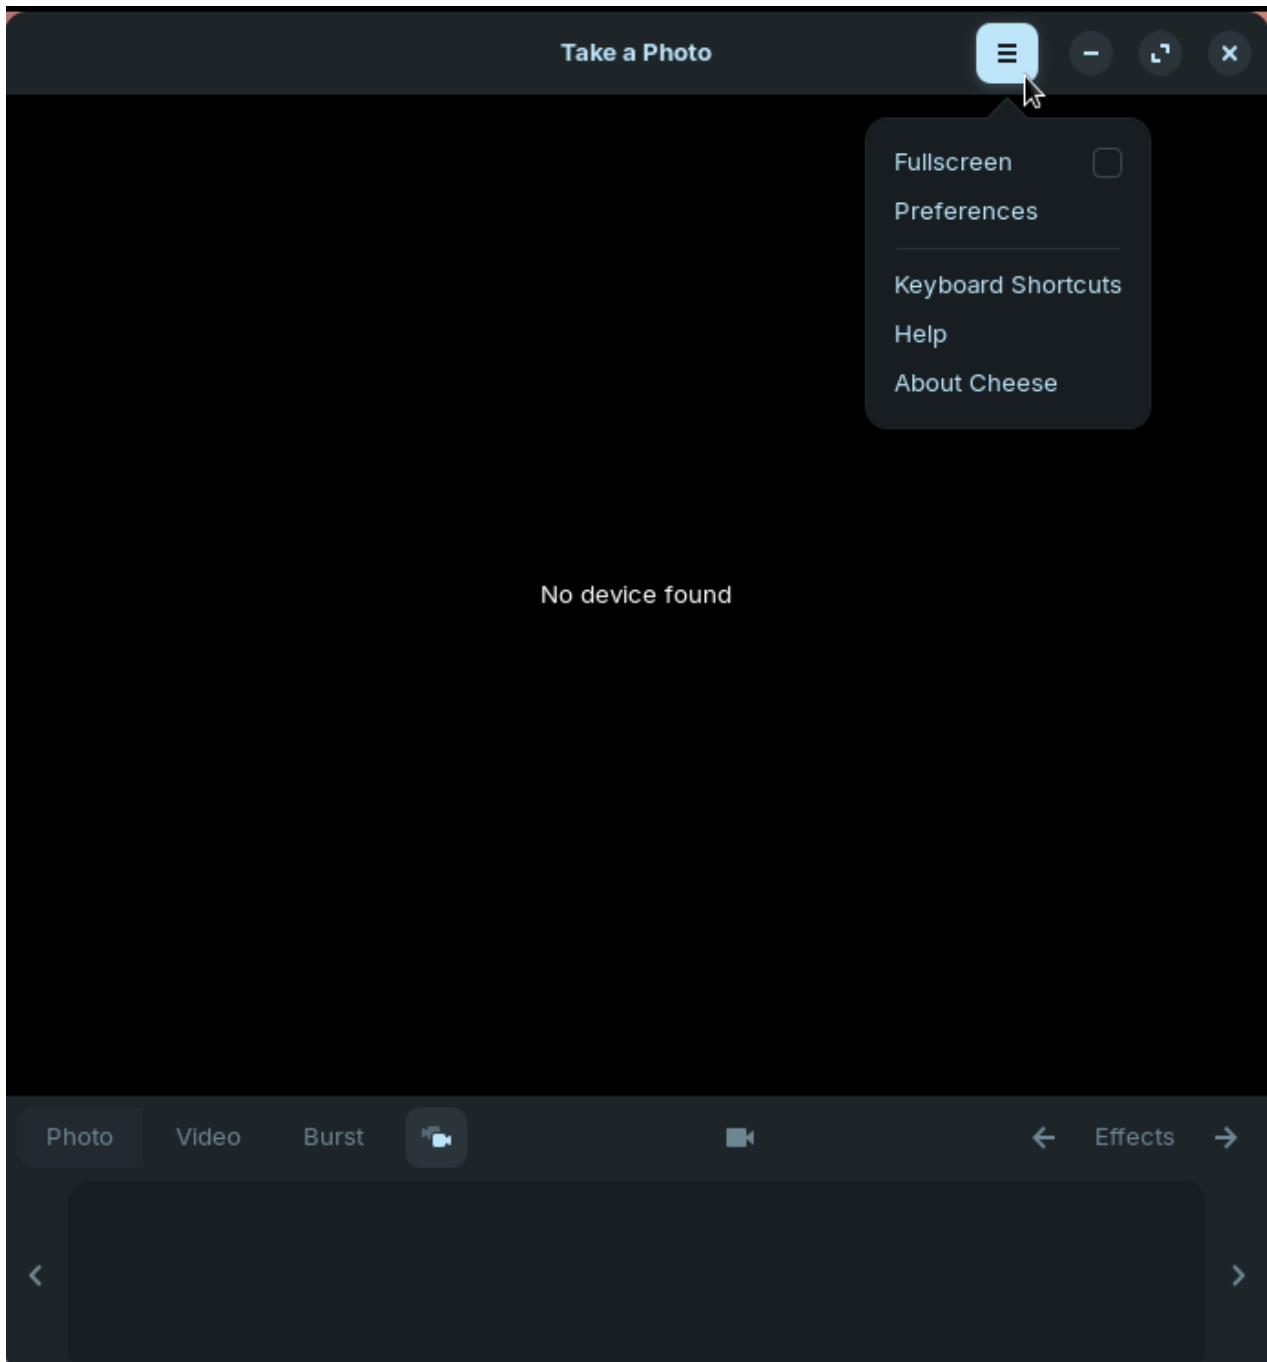 Take a Photo
Fullscreen
Preferences
Keyboard Shortcuts
Help
About Cheese
No device found
Photo
Video
Burst
Effects